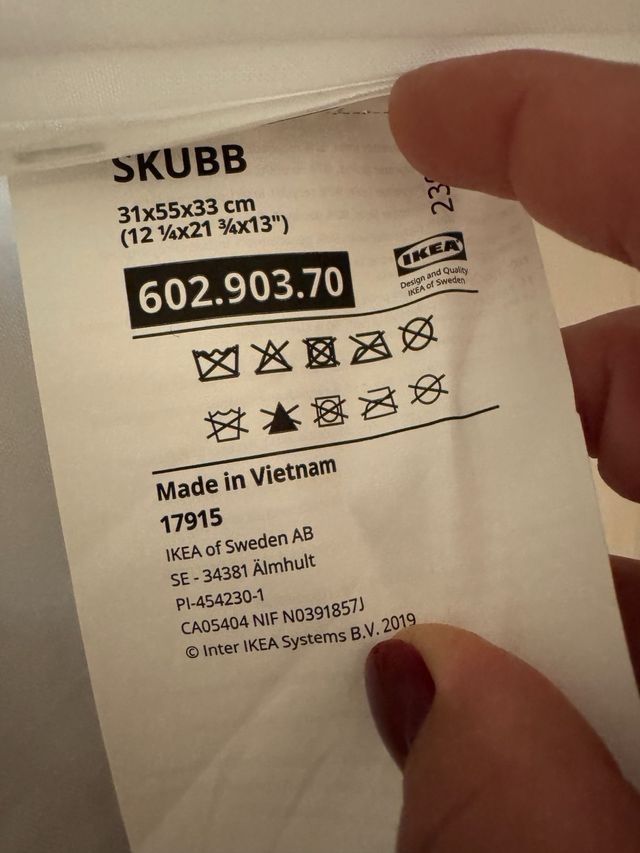 SKUBB
31x55x33 cm
(12 ¼x21 ¾x13")
602.903.70
IKEA
Design and Quality
IKEA of Sweden
Made in Vietnam
17915
IKEA of Sweden AB
SE - 34381 Älmhult
PI-454230-1
CA05404 NIF N0391857J
© Inter IKEA Systems B.V. 2019